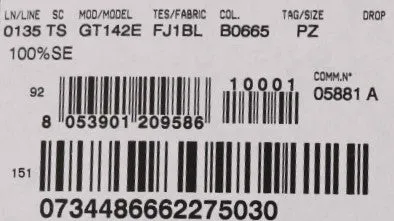 LN/LINE SC MOD/MODEL TES/FABRIC COL. TAG/SIZE DROP
0135 TS GT142E FJ1BL B0665 PZ
100%SE
10001
COMM.N°
92 05881 A
8 053901 209586
151
0734486662275030